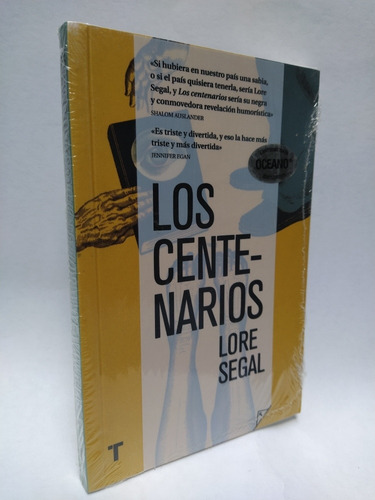 «Si hubiera en nuestro país una sabia,
o si el país quisiera tenerla, sería Lore
Segal, y Los centenarios sería su negra
y conmovedora revelación humorística»
SHALOM AUSLANDER
«Es triste y divertida, y eso la hace más
triste y más divertida»
JENNIFER EGAN
OCEANO
LOS
CENTE-
NARIOS
LORE
SEGAL
T